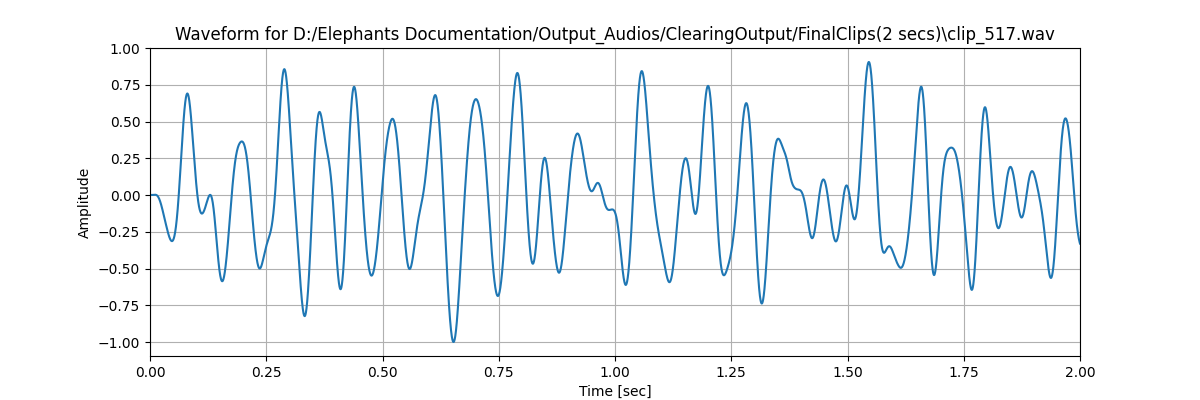 Waveform for D:/Elephants Documentation/Output_Audios/ClearingOutput/FinalClips(2 secs)\clip_517.wav
1.00
0.75
0.50
0.25
0.00
−0.25
−0.50
−0.75
−1.00
Amplitude
0.00 0.25 0.50 0.75 1.00 1.25 1.50 1.75 2.00
Time [sec]